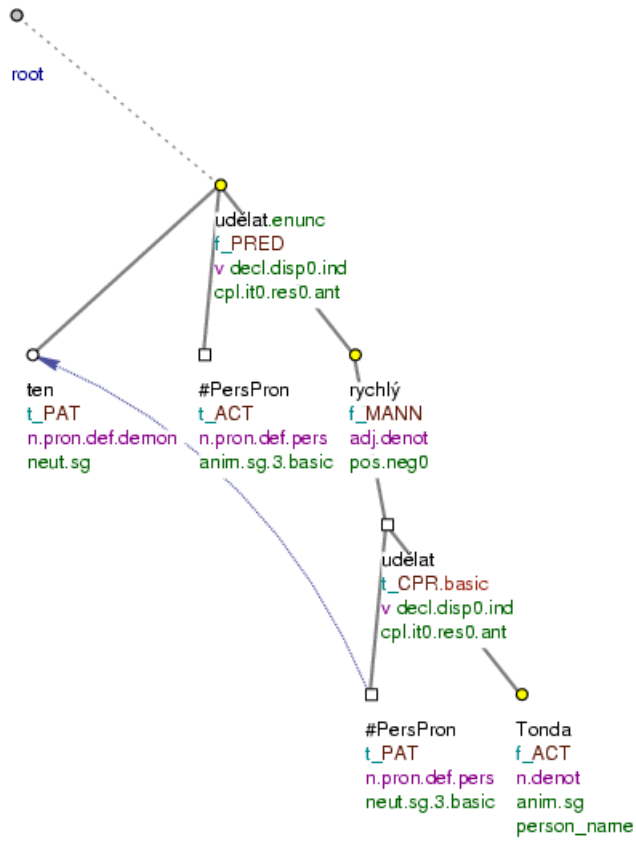 root
udělat.enunc
f_PRED
v decl.disp0.ind
cpl.it0.res0.ant
ten
t_PAT
n.pron.def.demon
neut.sg
#PersPron
t_ACT
n.pron.def.pers
anim.sg.3.basic
rychlý
f_MANN
adj.denot
pos.neg0
udělat
t_CPR.basic
v decl.disp0.ind
cpl.it0.res0.ant
#PersPron
t_PAT
n.pron.def.pers
neut.sg.3.basic
Tonda
f_ACT
n.denot
anim.sg
person_name